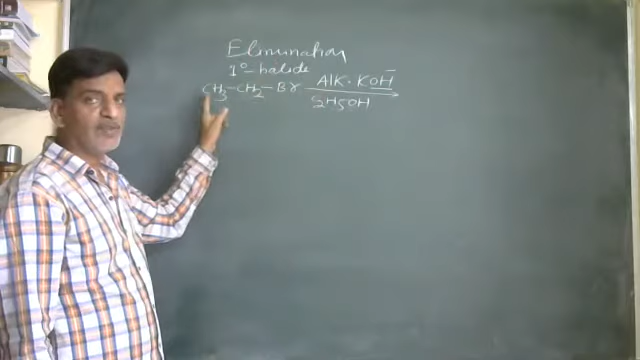 Elimination
1° halide
CH3-CH2-Br Alk. KOH
C2H5OH